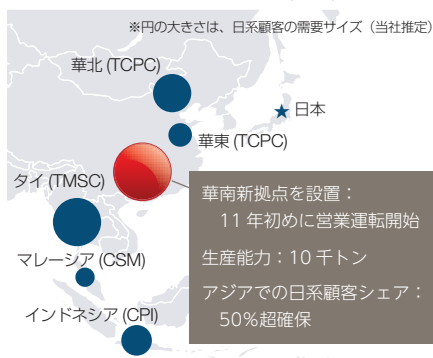 ※円の大きさは、日系顧客の需要サイズ（当社推定）
華北 (TCPC)
日本
華東 (TCPC)
タイ (TMSC)
華南新拠点を設置：
11 年初めに営業運転開始
生産能力：10 千トン
アジアでの日系顧客シェア：
50％超確保
マレーシア (CSM)
インドネシア (CPI)